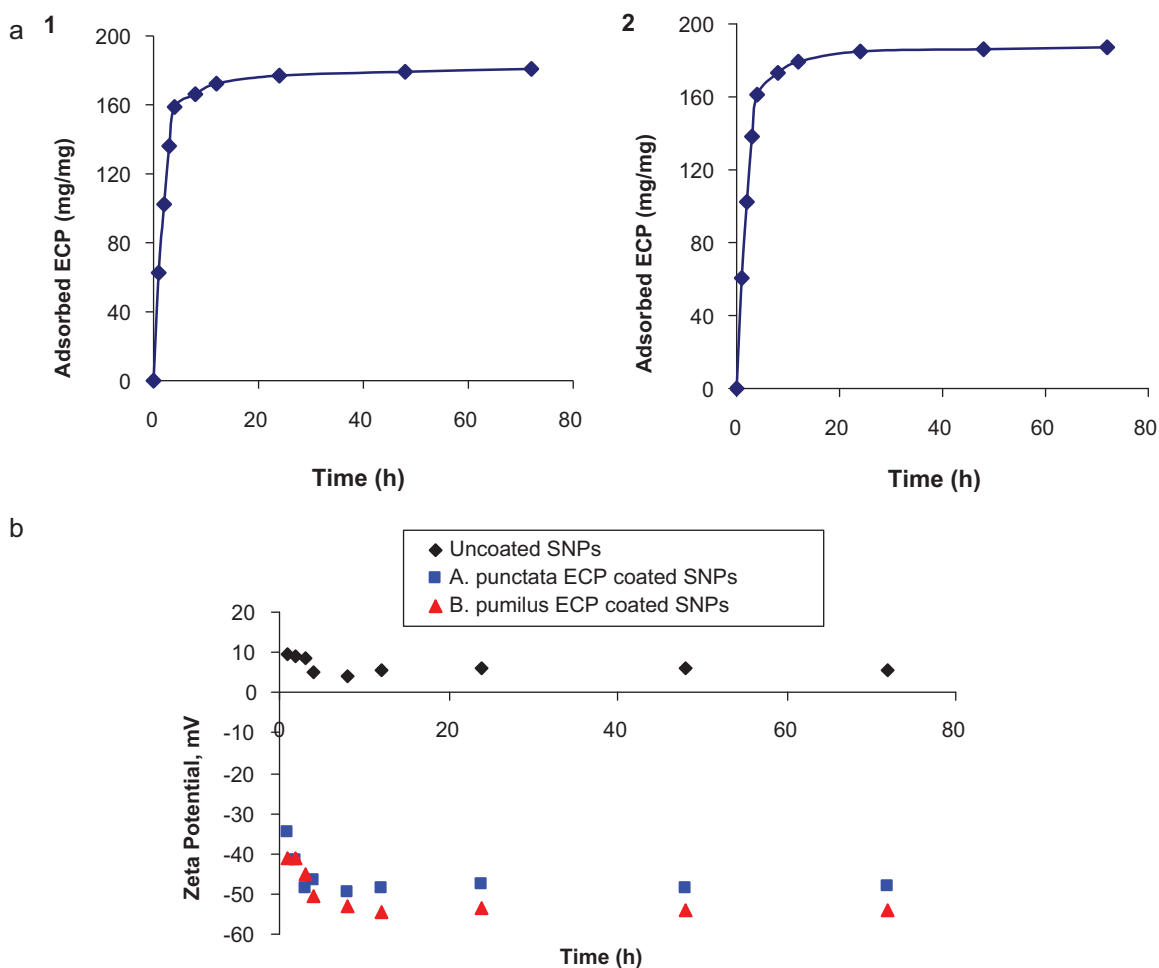 a
1
200
160
120
80
40
0
0 20 40 60 80
Adsorbed ECP (mg/mg)
Time (h)
2
200
160
120
80
40
0
0 20 40 60 80
Adsorbed ECP (mg/mg)
Time (h)
b
Uncoated SNPs
A. punctata ECP coated SNPs
B. pumilus ECP coated SNPs
20
10
0
-10
-20
-30
-40
-50
-60
0 20 40 60 80
Zeta Potential, mV
Time (h)